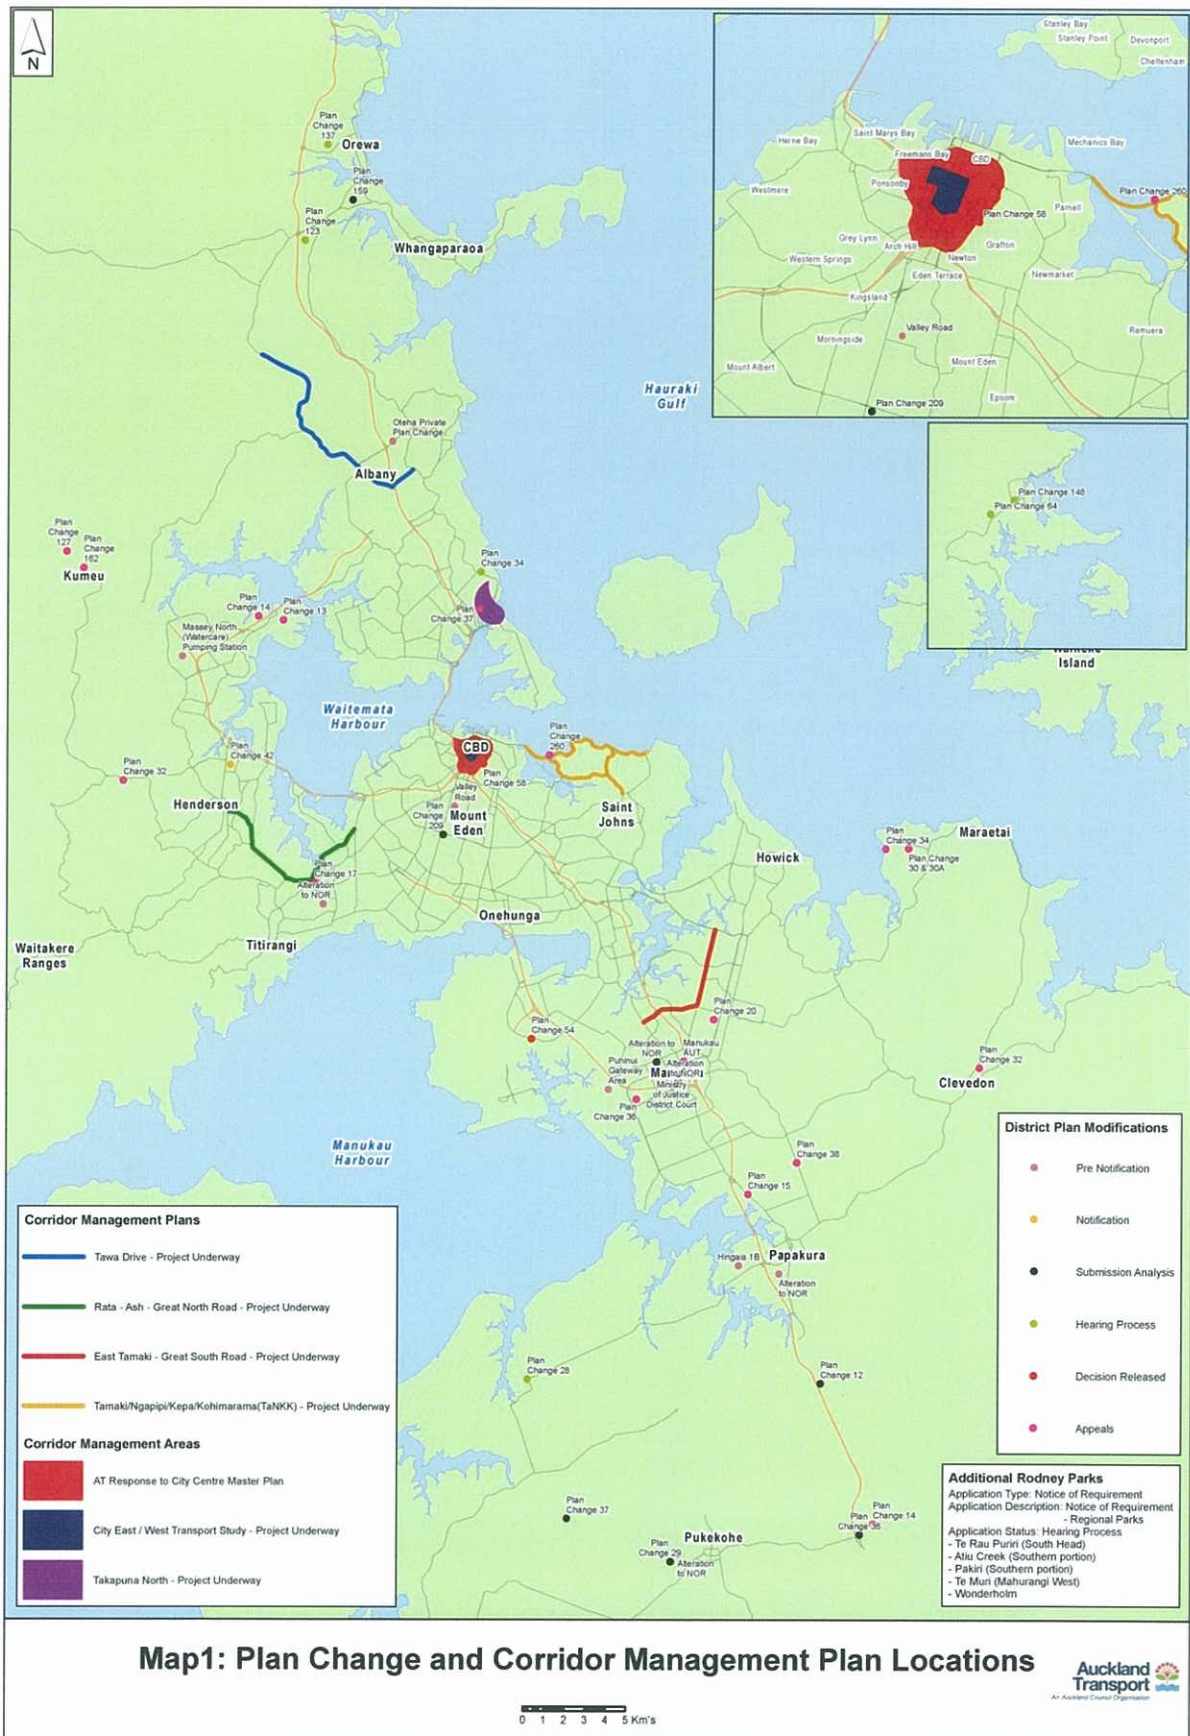 N
Stanley Bay
Stanley Point
Devonport
Cheltenham
Herne Bay
Saint Marys Bay
Mechanics Bay
Freemans Bay
CBD
Westmere
Ponsonby
Plan Change 260
Parnell
Plan Change 58
Grey Lynn
Arch Hill
Grafton
Western Springs
Newton
Eden Terrace
Newmarket
Kingsland
Valley Road
Remuera
Morningside
Mount Eden
Mount Albert
Epsom
Plan Change 209
Plan Change 148
Plan Change 64
Island
Plan
Change
137
Orewa
Plan
Change
159
Plan
Change
123
Whangaparaoa
Hauraki
Gulf
Oteha Private
Plan Change
Albany
Plan
Change
127
Plan
Change
162
Kumeu
Plan
Change 34
Plan
Change 37
Plan
Change 14
Plan
Change 13
Massey North
(Watercare)
Pumping Station
Waitemata
Harbour
Plan
Change 42
Plan
Change 32
CBD
Plan
Change
260
Plan
Change 58
Valley
Road
Plan
Change
209
Mount
Eden
Saint
Johns
Henderson
Plan
Change 17
Alteration
to NOR
Howick
Plan
Change 34
Plan Change
30 & 30A
Maraetai
Onehunga
Titirangi
Waitakere
Ranges
Plan
Change 20
Plan
Change 54
Alteration to
NOR
Manukau
AUT
Alteration
to NOR
Puhinui
Gateway
Area
Ministry
of Justice
District Court
Plan
Change 36
Plan
Change 32
Clevedon
Manukau
Harbour
Plan
Change 38
Plan
Change 15
Hingaia 1B
Papakura
Alteration
to NOR
Plan
Change 28
Plan
Change 12
Plan
Change 37
Plan
Change 14
Plan
Change 36
Pukekohe
Plan
Change 29
Alteration
to NOR
District Plan Modifications
Pre Notification
Notification
Submission Analysis
Hearing Process
Decision Released
Appeals
Corridor Management Plans
Tawa Drive - Project Underway
Rata - Ash - Great North Road - Project Underway
East Tamaki - Great South Road - Project Underway
Tamaki/Ngapipi/Kepa/Kohimarama(TaNKK) - Project Underway
Corridor Management Areas
AT Response to City Centre Master Plan
City East / West Transport Study - Project Underway
Takapuna North - Project Underway
Additional Rodney Parks
Application Type: Notice of Requirement
Application Description: Notice of Requirement
- Regional Parks
Application Status: Hearing Process
- Te Rau Puriri (South Head)
- Atiu Creek (Southern portion)
- Pakiri (Southern portion)
- Te Muri (Mahurangi West)
- Wonderholm
Map1: Plan Change and Corridor Management Plan Locations
0 1 2 3 4 5 Km's
Auckland
Transport
An Auckland Council Organisation